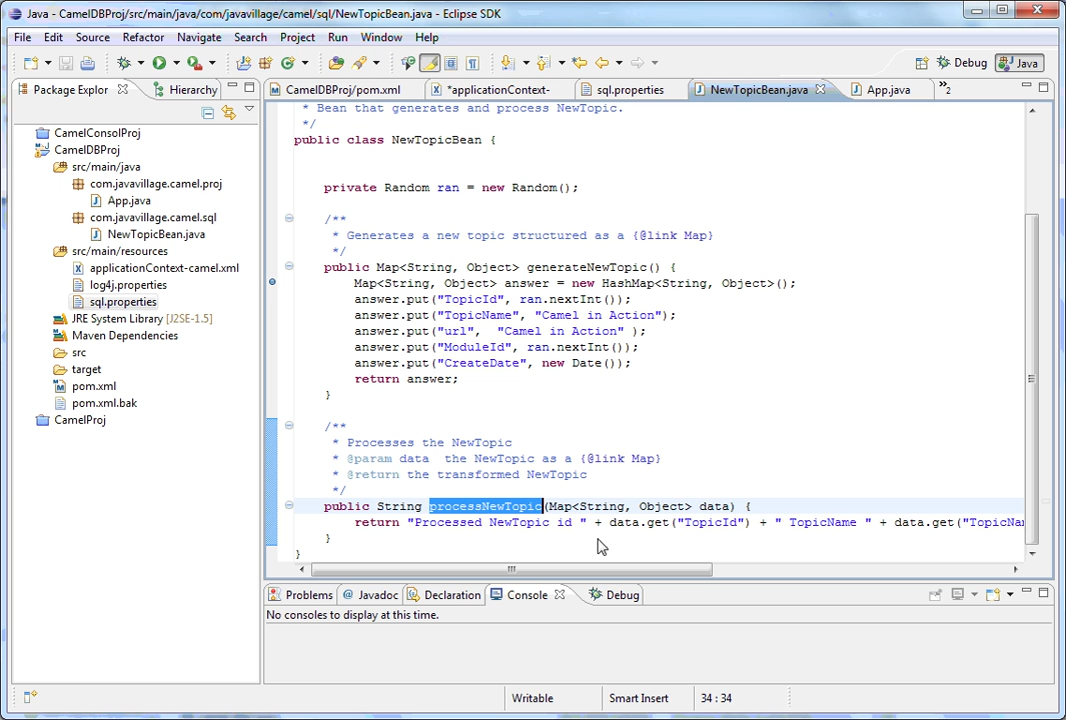 Java - CamelDBProj/src/main/java/com/javavillage/camel/sql/NewTopicBean.java - Eclipse SDK
File Edit Source Refactor Navigate Search Project Run Window Help
Debug Java
Package Explor Hierarchy
CamelDBProj/pom.xml *applicationContext- sql.properties NewTopicBean.java App.java »2
CamelConsolProj
CamelDBProj
src/main/java
com.javavillage.camel.proj
App.java
com.javavillage.camel.sql
NewTopicBean.java
src/main/resources
applicationContext-camel.xml
log4j.properties
sql.properties
JRE System Library [J2SE-1.5]
Maven Dependencies
src
target
pom.xml
pom.xml.bak
CamelProj
* Bean that generates and process NewTopic.
*/
public class NewTopicBean {
private Random ran = new Random();
/**
* Generates a new topic structured as a {@link Map}
*/
public Map<String, Object> generateNewTopic() {
Map<String, Object> answer = new HashMap<String, Object>();
answer.put("TopicId", ran.nextInt());
answer.put("TopicName", "Camel in Action");
answer.put("url", "Camel in Action" );
answer.put("ModuleId", ran.nextInt());
answer.put("CreateDate", new Date());
return answer;
}
/**
* Processes the NewTopic
* @param data the NewTopic as a {@link Map}
* @return the transformed NewTopic
*/
public String processNewTopic(Map<String, Object> data) {
return "Processed NewTopic id " + data.get("TopicId") + " TopicName " + data.get("TopicNa
}
}
Problems @ Javadoc Declaration Console Debug
No consoles to display at this time.
Writable Smart Insert 34 : 34